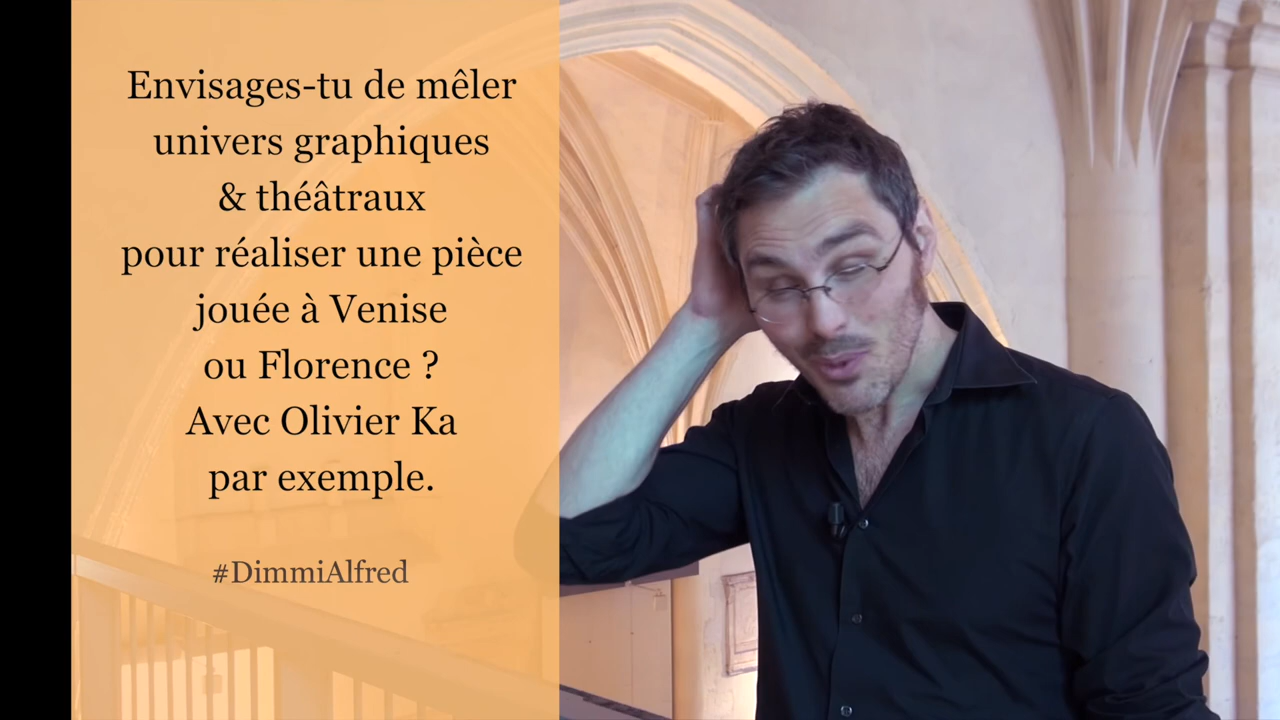 Envisages-tu de mêler
univers graphiques
& théâtraux
pour réaliser une pièce
jouée à Venise
ou Florence ?
Avec Olivier Ka
par exemple.
#DimmiAlfred